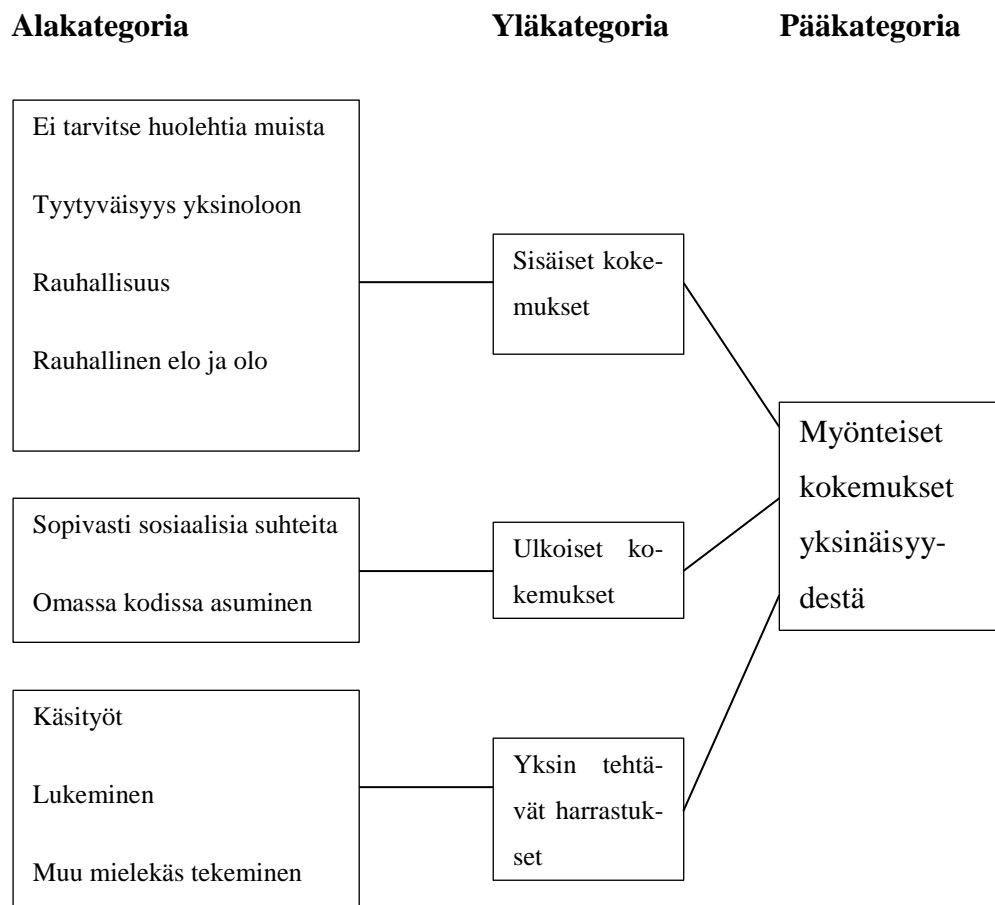 Alakategoria
Yläkategoria
Pääkategoria
Ei tarvitse huolehtia muista
Tyytyväisyys yksinoloon
Rauhallisuus
Rauhallinen elo ja olo
Sisäiset koke-
mukset
Sopivasti sosiaalisia suhteita
Omassa kodissa asuminen
Ulkoiset ko-
kemukset
Käsityöt
Lukeminen
Muu mielekäs tekeminen
Yksin tehtä-
vät harrastuk-
set
Myönteiset
kokemukset
yksinäisyy-
destä